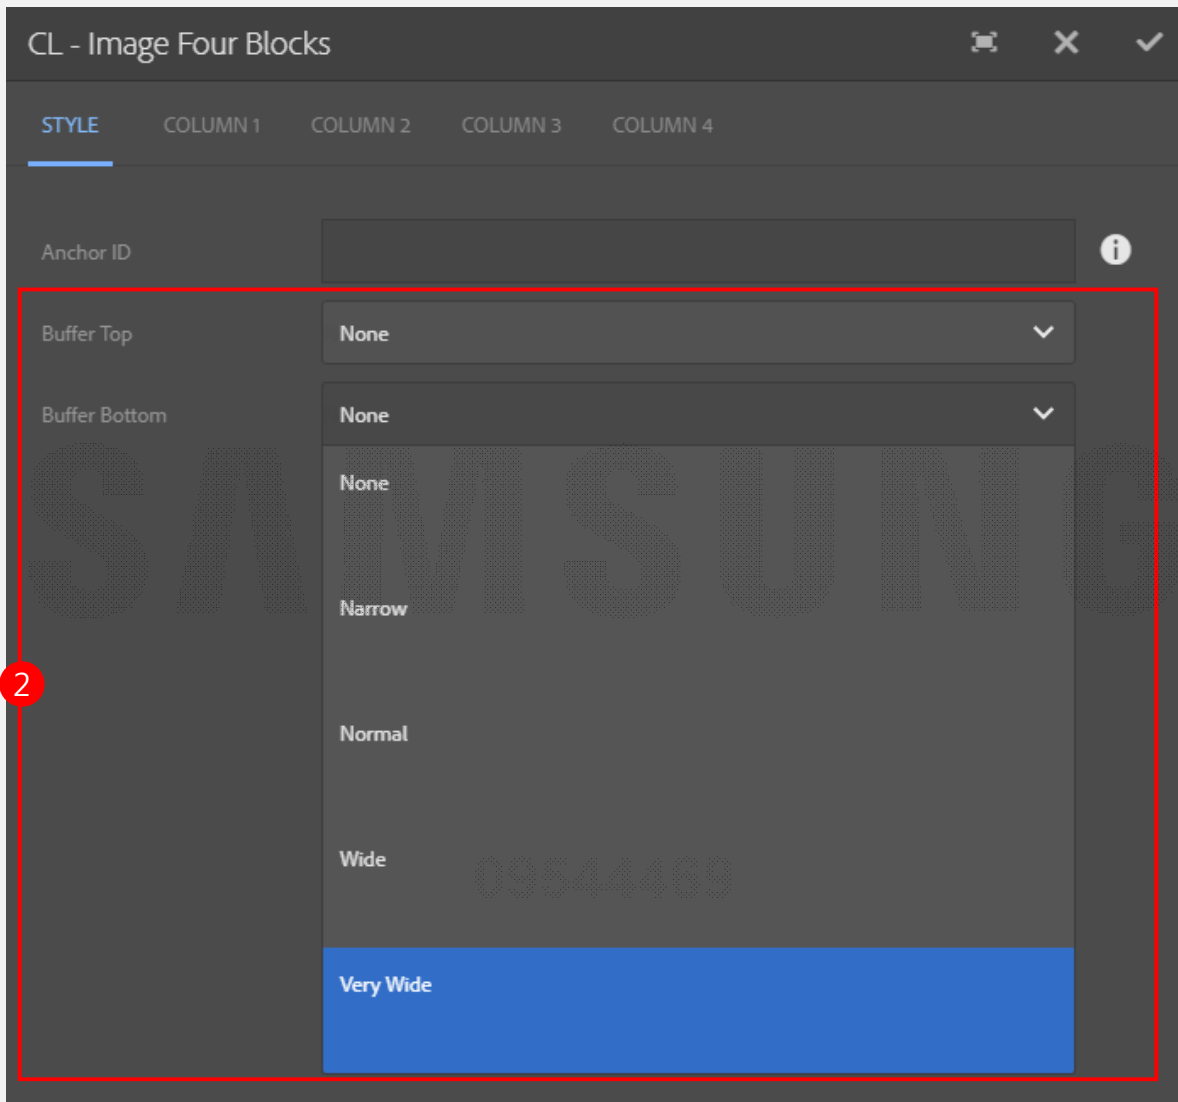 CL - Image Four Blocks
STYLE COLUMN 1 COLUMN 2 COLUMN 3 COLUMN 4
Anchor ID
Buffer Top None
Buffer Bottom None
None
SAMSUNG
Narrow
2
Normal
Wide
09544469
Very Wide